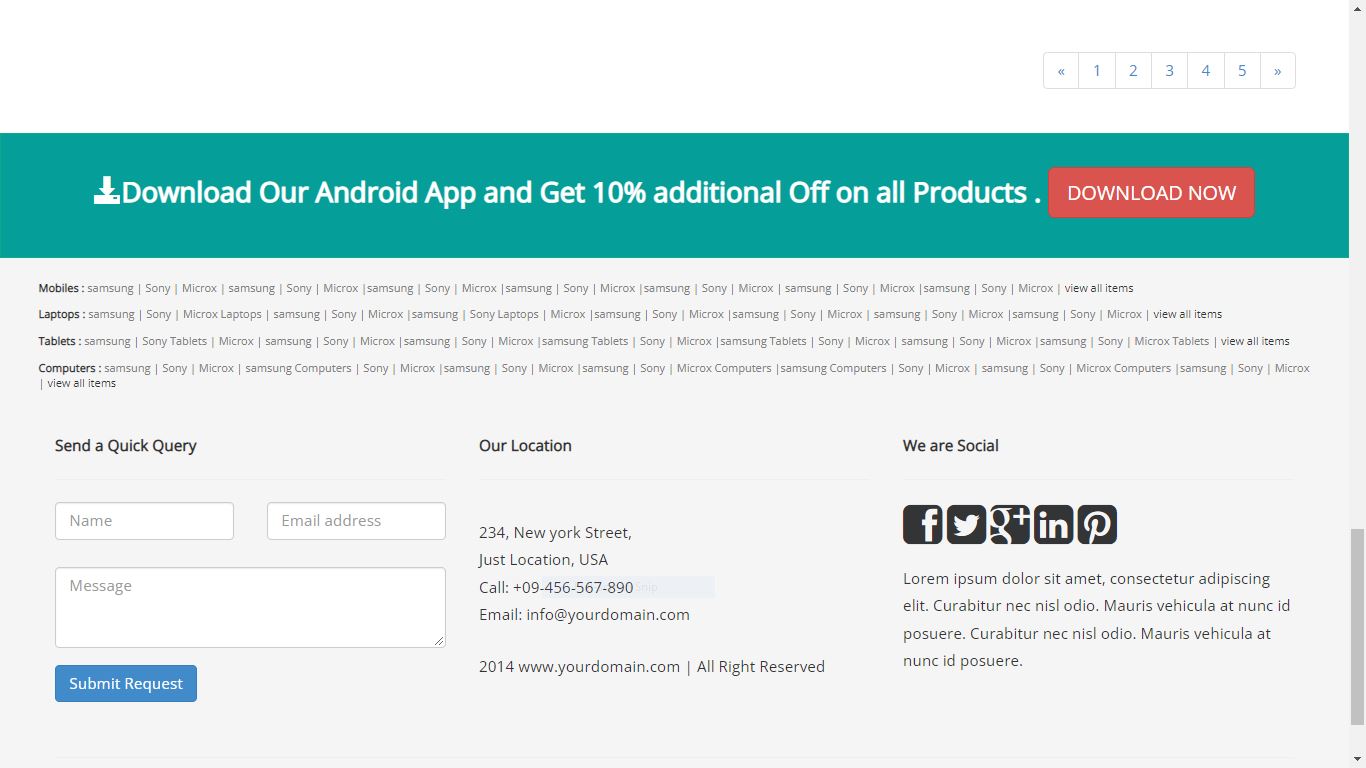 « 1 2 3 4 5 »
Download Our Android App and Get 10% additional Off on all Products . DOWNLOAD NOW
Mobiles : samsung | Sony | Microx | samsung | Sony | Microx |samsung | Sony | Microx |samsung | Sony | Microx |samsung | Sony | Microx | samsung | Sony | Microx |samsung | Sony | Microx | view all items
Laptops : samsung | Sony | Microx Laptops | samsung | Sony | Microx |samsung | Sony Laptops | Microx |samsung | Sony | Microx |samsung | Sony | Microx | samsung | Sony | Microx |samsung | Sony | Microx | view all items
Tablets : samsung | Sony Tablets | Microx | samsung | Sony | Microx |samsung | Sony | Microx |samsung Tablets | Sony | Microx |samsung Tablets | Sony | Microx | samsung | Sony | Microx |samsung | Sony | Microx Tablets | view all items
Computers : samsung | Sony | Microx | samsung Computers | Sony | Microx |samsung | Sony | Microx |samsung | Sony | Microx Computers |samsung Computers | Sony | Microx | samsung | Sony | Microx Computers |samsung | Sony | Microx
| view all items
Send a Quick Query
Name Email address
Message
Submit Request
Our Location
234, New york Street,
Just Location, USA
Call: +09-456-567-890
Email: info@yourdomain.com
2014 www.yourdomain.com | All Right Reserved
We are Social
Lorem ipsum dolor sit amet, consectetur adipiscing
elit. Curabitur nec nisl odio. Mauris vehicula at nunc id
posuere. Curabitur nec nisl odio. Mauris vehicula at
nunc id posuere.